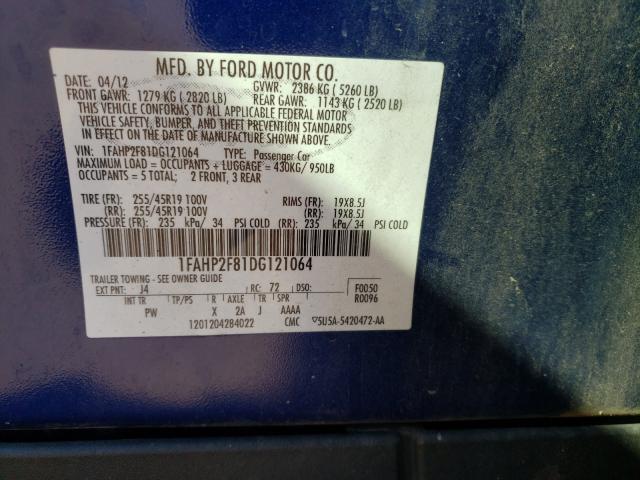 MFD. BY FORD MOTOR CO.
DATE: 04/12 GVWR: 2386 KG ( 5260 LB)
FRONT GAWR: 1279 KG ( 2820 LB) REAR GAWR: 1143 KG ( 2520 LB)
THIS VEHICLE CONFORMS TO ALL APPLICABLE FEDERAL MOTOR
VEHICLE SAFETY, BUMPER, AND THEFT PREVENTION STANDARDS
IN EFFECT ON THE DATE OF MANUFACTURE SHOWN ABOVE.
VIN: 1FAHP2F81DG121064 TYPE: Passenger Car
MAXIMUM LOAD = OCCUPANTS + LUGGAGE = 430KG/ 950LB
OCCUPANTS = 5 TOTAL; 2 FRONT, 3 REAR
TIRE (FR): 255/45R19 100V RIMS (FR): 19X8.5J
(RR): 255/45R19 100V (RR): 19X8.5J
PRESSURE (FR): 235 kPa/ 34 PSI COLD (RR): 235 kPa/ 34 PSI COLD
1FAHP2F81DG121064
TRAILER TOWING - SEE OWNER GUIDE
EXT PNT: J4 RC: 72 DSO: F0050
INT TR TP/PS R AXLE TR SPR R0096
PW X 2A J AAAA
1201204284022 CMC ▽5U5A-5420472-AA